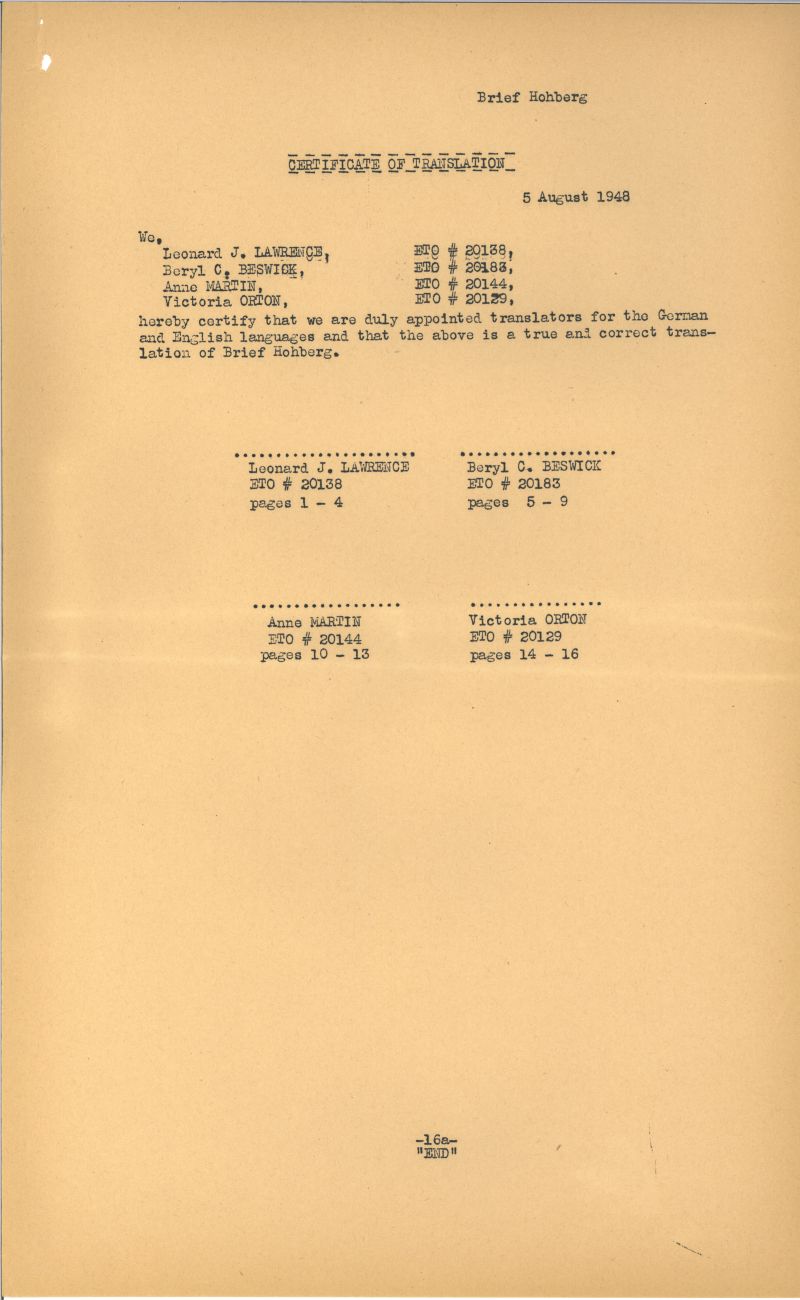 Brief Hohberg
CERTIFICATE OF TRANSLATION
5 August 1948
We,
Leonard J. LAWRENCE, ETO # 20138,
Beryl C. BESWICK, ETO # 20183,
Anne MARTIN, ETO # 20144,
Victoria ORTON, ETO # 20129,
hereby certify that we are duly appointed translators for the German
and English languages and that the above is a true and correct trans-
lation of Brief Hohberg.
Leonard J. LAWRENCE
ETO # 20138
pages 1 - 4
Beryl C. BESWICK
ETO # 20183
pages 5 - 9
Anne MARTIN
ETO # 20144
pages 10 - 13
Victoria ORTON
ETO # 20129
pages 14 - 16
-16a-
"END"